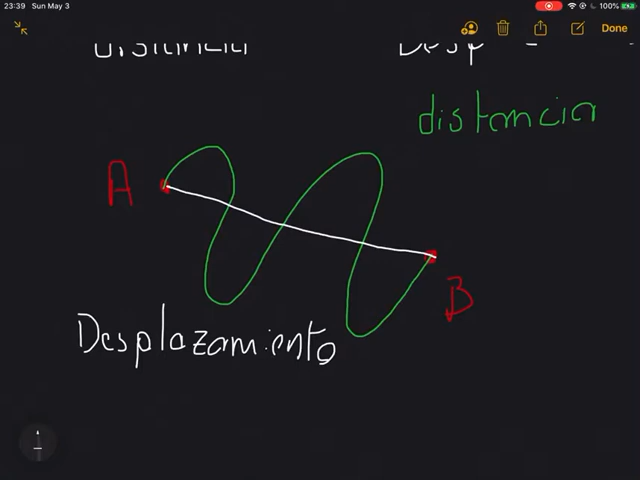 23:39 Sun May 3 100%
Done
distancia
A
B
Desplazamiento